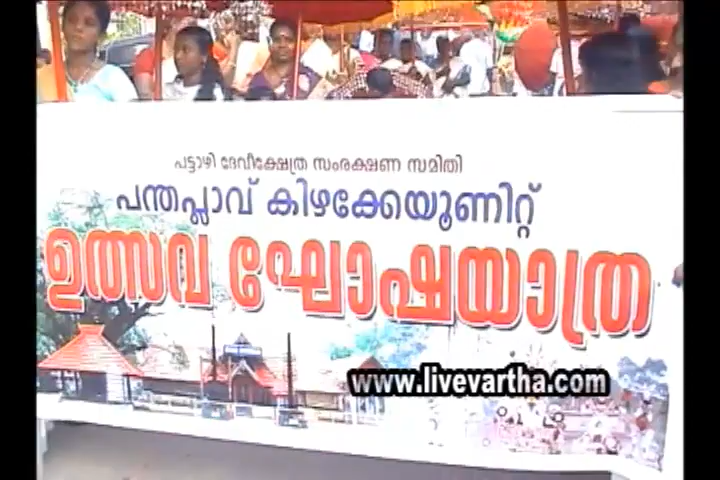 പട്ടാഴി ദേവീക്ഷേത്ര സംരക്ഷണ സമിതി
പന്തപ്ലാവ് കിഴക്കേയൂണിറ്റ്
ഉത്സവ ഘോഷയാത്ര
www.livevartha.com